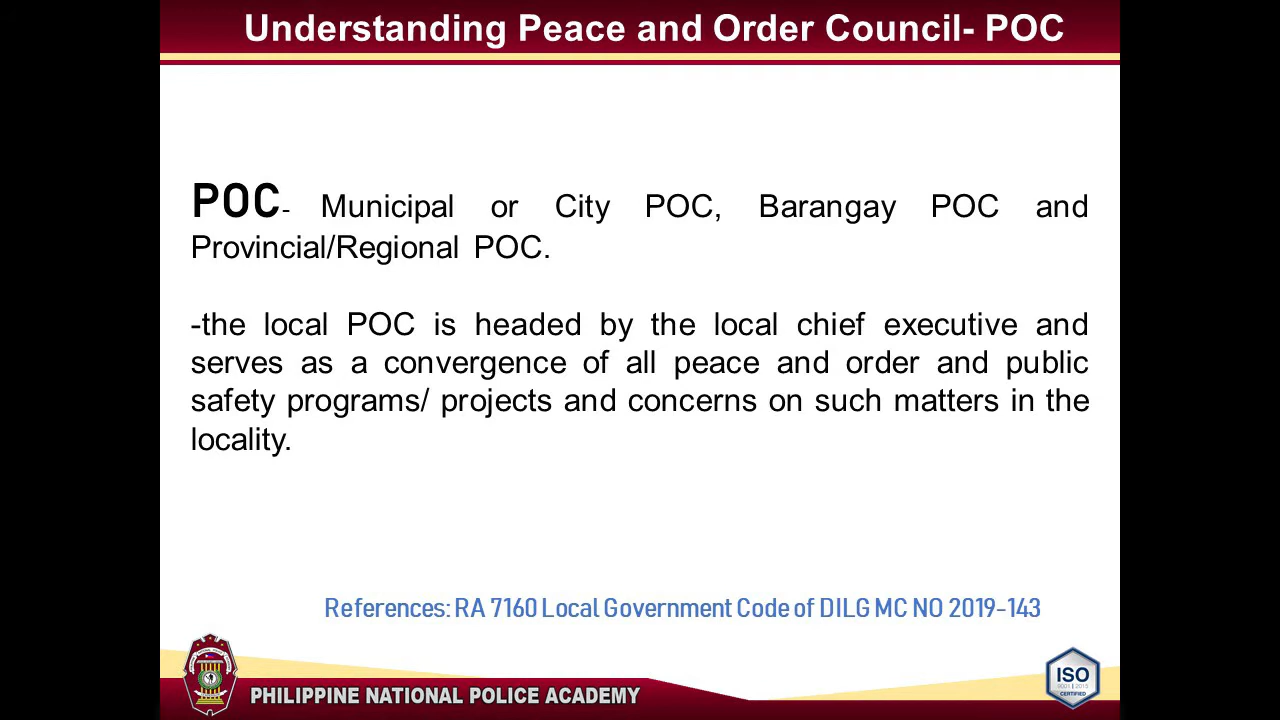 Understanding Peace and Order Council- POC
POC- Municipal or City POC, Barangay POC and
Provincial/Regional POC.
-the local POC is headed by the local chief executive and
serves as a convergence of all peace and order and public
safety programs/ projects and concerns on such matters in the
locality.
References: RA 7160 Local Government Code of DILG MC NO 2019-143
PHILIPPINE NATIONAL POLICE ACADEMY
ISO
9001 | 2015
CERTIFIED